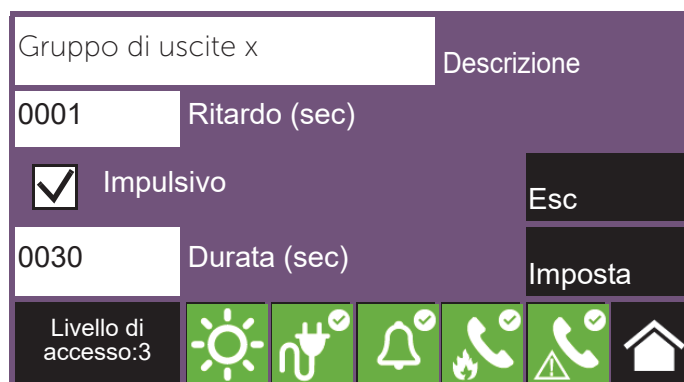 Gruppo di uscite x
Descrizione
0001 Ritardo (sec)
Impulsivo
Esc
0030 Durata (sec)
Imposta
Livello di
accesso:3